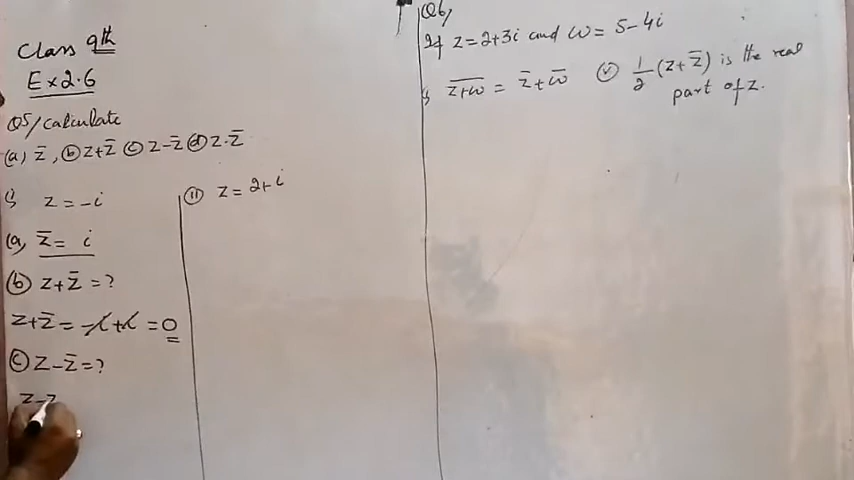 Class 9th
Ex 2.6
Q5/calculate
(a) z̅, (b) z+z̅ (c) z-z̅ (d) z.z̅
i) z = -i
(a) z̅ = i
(b) z+z̅ = ?
z+z̅ = -i+i = 0
(c) z-z̅ = ?
z-z
(ii) z = 2+i
Q6/
If z=2+3i and ω= 5-4i
i) \overline{z+ω} = z̅+ω̅ (v) 1/2 (z+z̅) is the real
part of z.